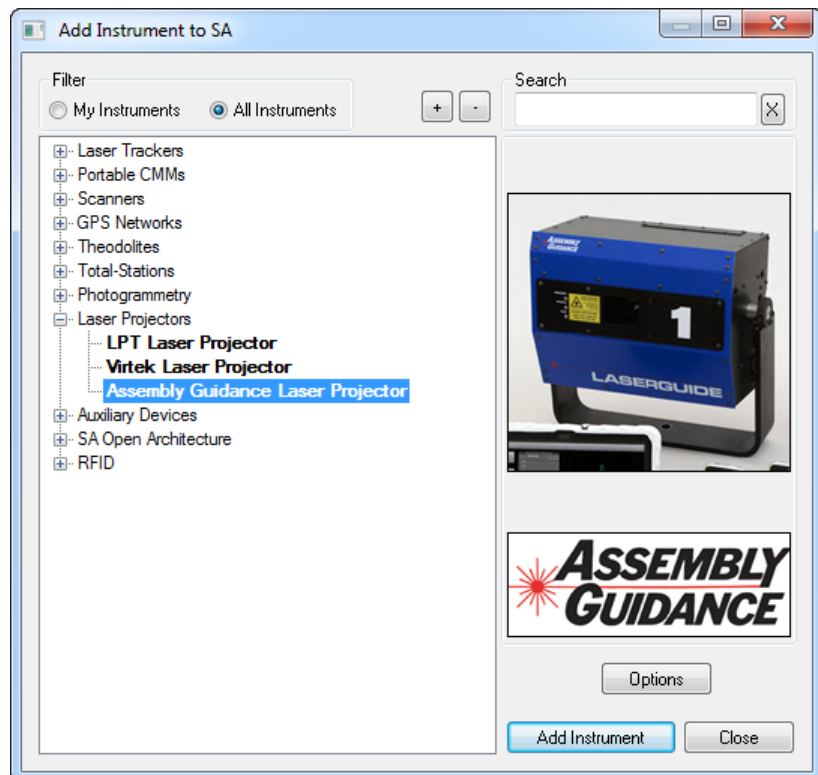 Add Instrument to SA
Filter
My Instruments
All Instruments
+
-
Search
X
Laser Trackers
Portable CMMs
Scanners
GPS Networks
Theodolites
Total-Stations
Photogrammetry
Laser Projectors
LPT Laser Projector
Virtek Laser Projector
Assembly Guidance Laser Projector
Auxiliary Devices
SA Open Architecture
RFID
ASSEMBLY
GUIDANCE
1
LASERGUIDE
ASSEMBLY
GUIDANCE
Options
Add Instrument
Close